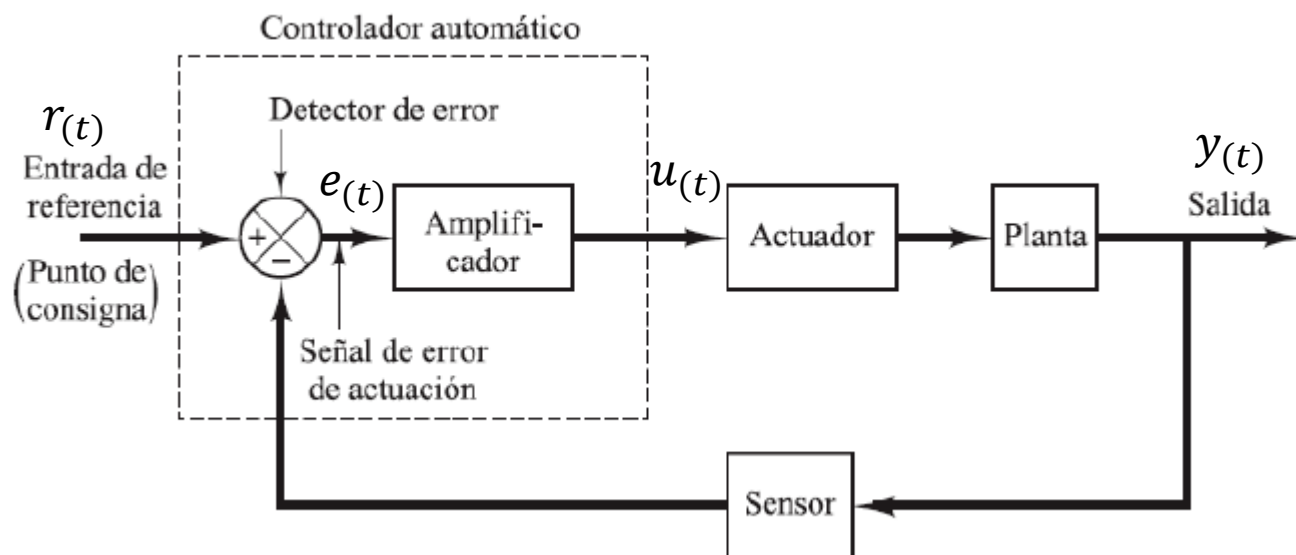 Controlador automático
Detector de error
r(t)
Entrada de
referencia
(Punto de
consigna)
+
−
e(t)
Amplifi-
cador
Señal de error
de actuación
u(t)
Actuador
Planta
y(t)
Salida
Sensor